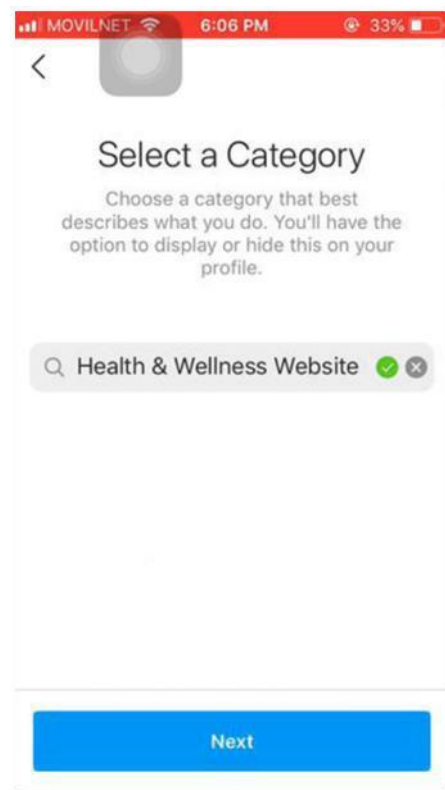 MOVILNET 6:06 PM 33%
Select a Category
Choose a category that best
describes what you do. You'll have the
option to display or hide this on your
profile.
Health & Wellness Website
Next